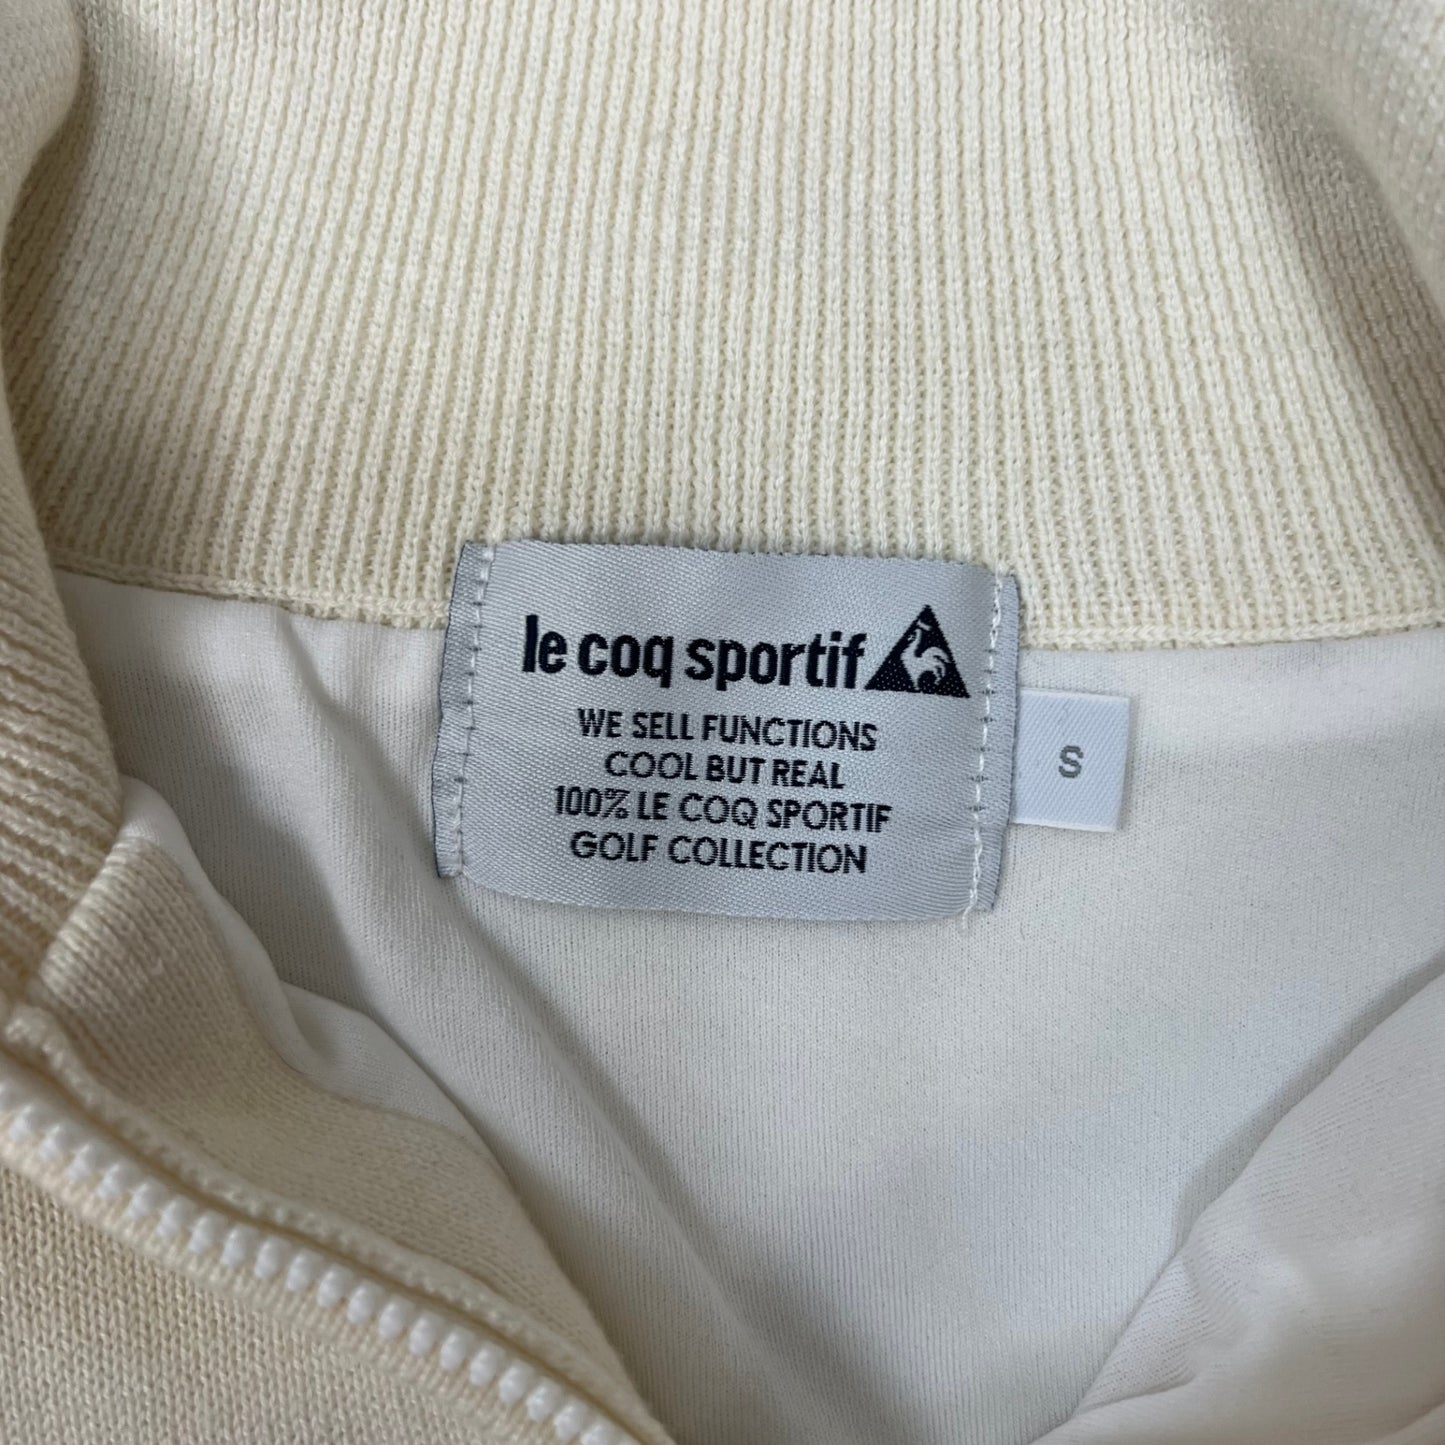 le coq sportif
WE SELL FUNCTIONS
COOL BUT REAL
100% LE COQ SPORTIF
GOLF COLLECTION
S